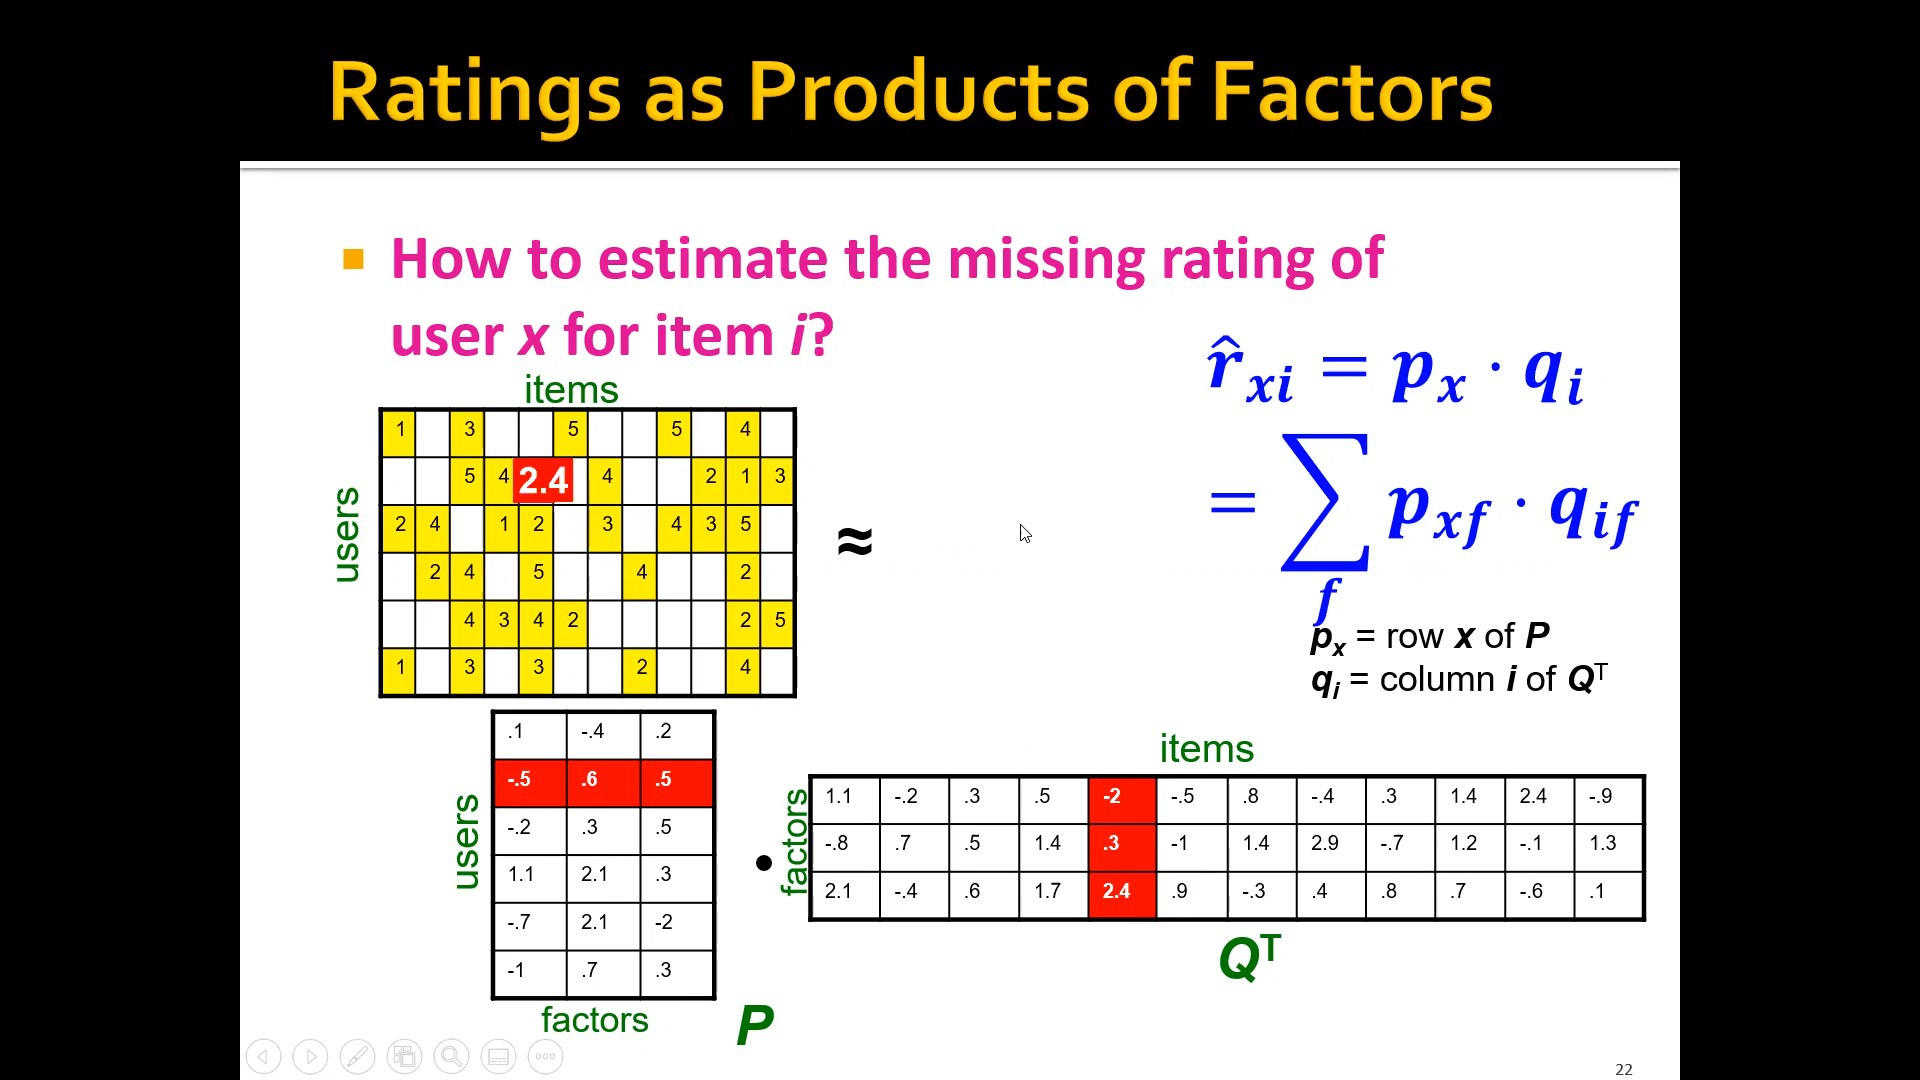 Ratings as Products of Factors
How to estimate the missing rating of
user x for item i?
items
users
1 3 5 5 4
5 4 2.4 4 2 1 3
2 4 1 2 3 4 3 5
2 4 5 4 2
4 3 4 2 2 5
1 3 3 2 4
≈
r̂xi = px · qi
= ∑ pxf · qif
f
px = row x of P
qi = column i of QT
users
.1 -.4 .2
-.5 .6 .5
-.2 .3 .5
1.1 2.1 .3
-.7 2.1 -2
-1 .7 .3
factors
P
•
items
factors
1.1 -.2 .3 .5 -2 -.5 .8 -.4 .3 1.4 2.4 -.9
-.8 .7 .5 1.4 .3 -1 1.4 2.9 -.7 1.2 -.1 1.3
2.1 -.4 .6 1.7 2.4 .9 -.3 .4 .8 .7 -.6 .1
QT
22